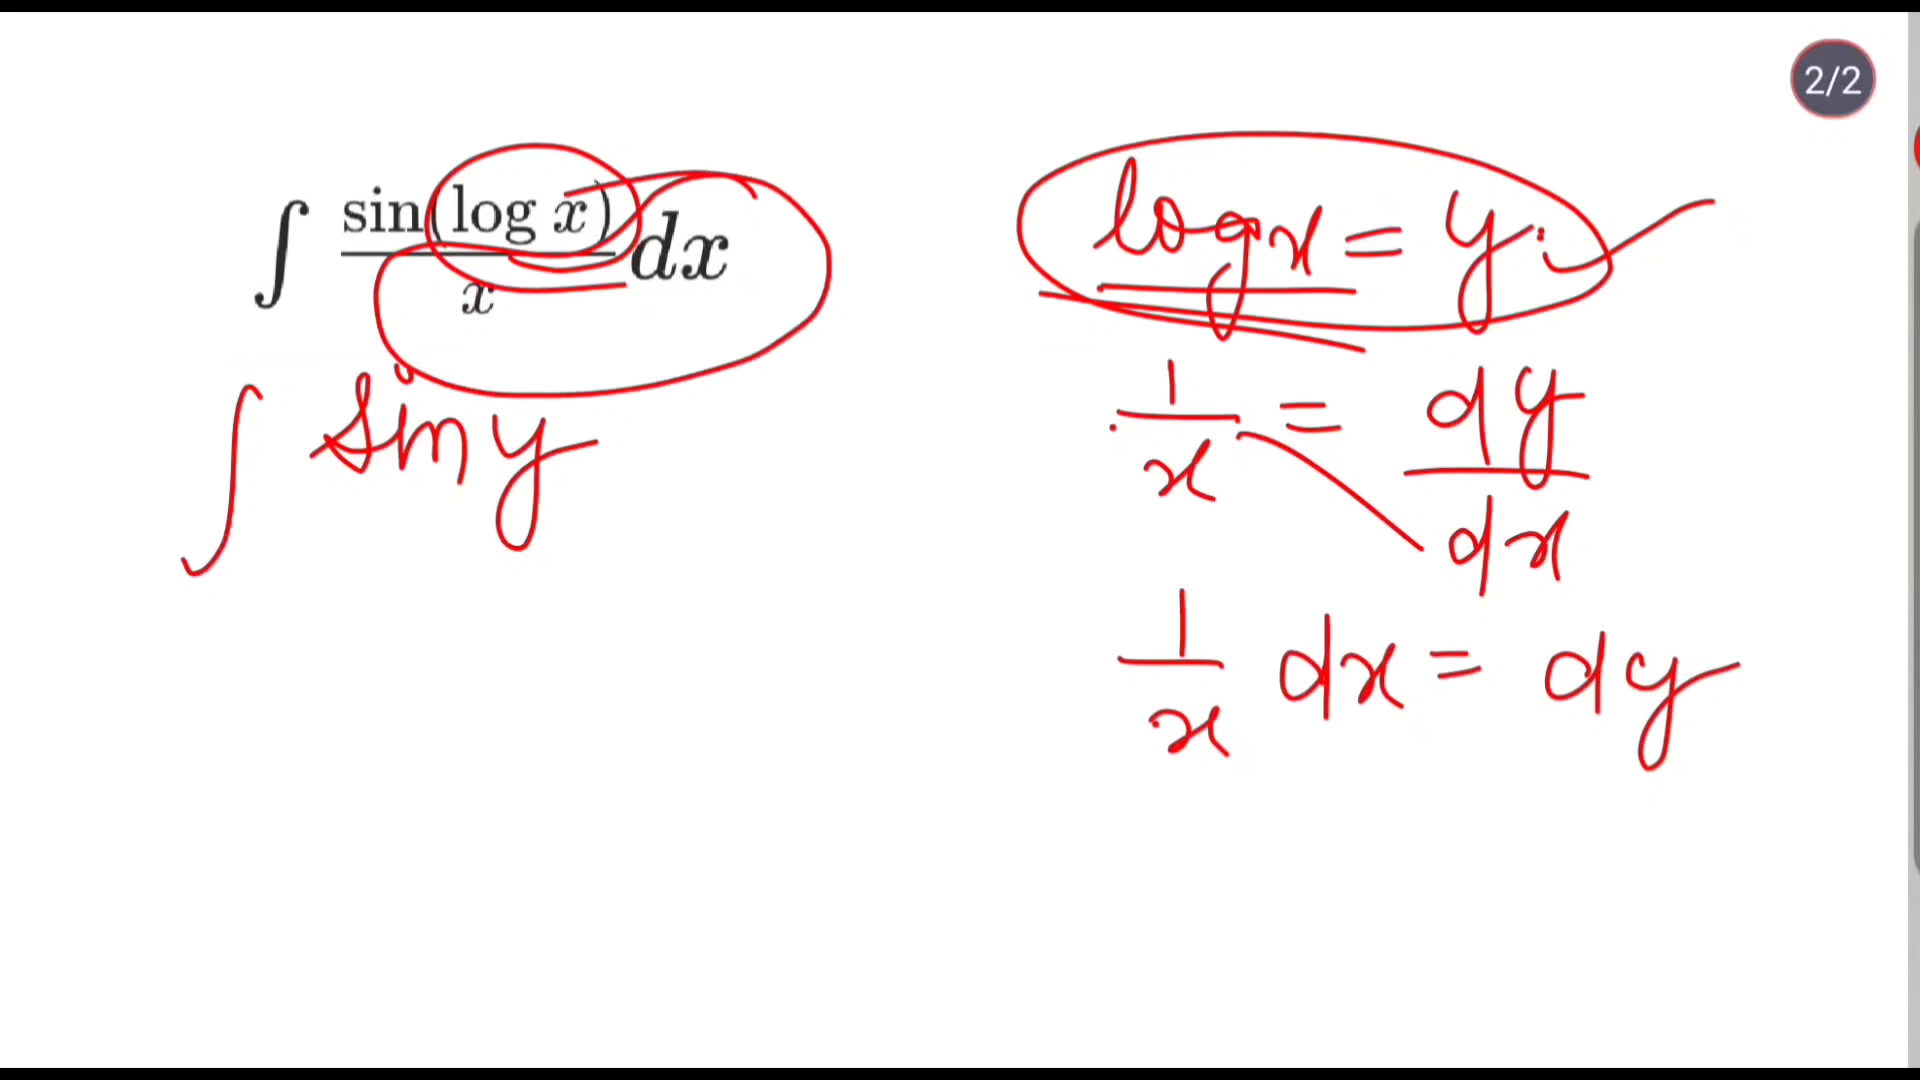 2/2
∫ sin(log x)/x dx
log x = y
1/x = dy/dx
∫ sin y
1/x dx = dy